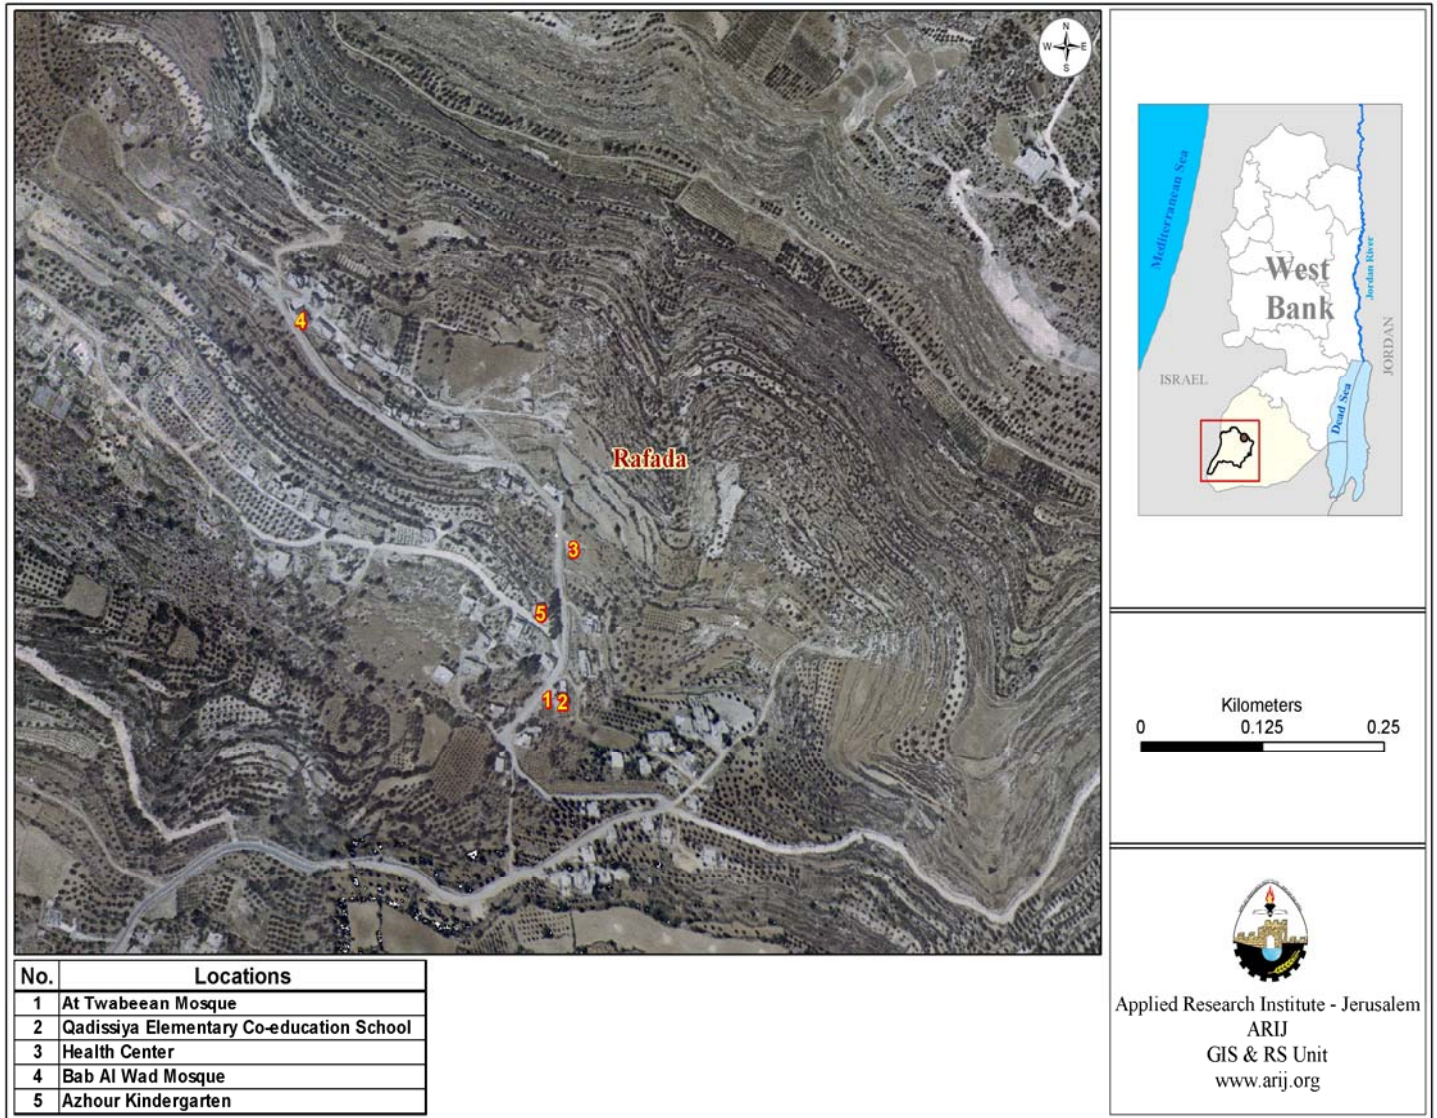 N
W E
S
4
Rafada
3
5
1 2
Mediterranean Sea
West
Bank
Jordan River
ISRAEL
JORDAN
Dead Sea
Kilometers
0 0.125 0.25
No. Locations
1 At Twabeean Mosque
2 Qadissiya Elementary Co-education School
3 Health Center
4 Bab Al Wad Mosque
5 Azhour Kindergarten
Applied Research Institute - Jerusalem
ARIJ
GIS & RS Unit
www.arij.org